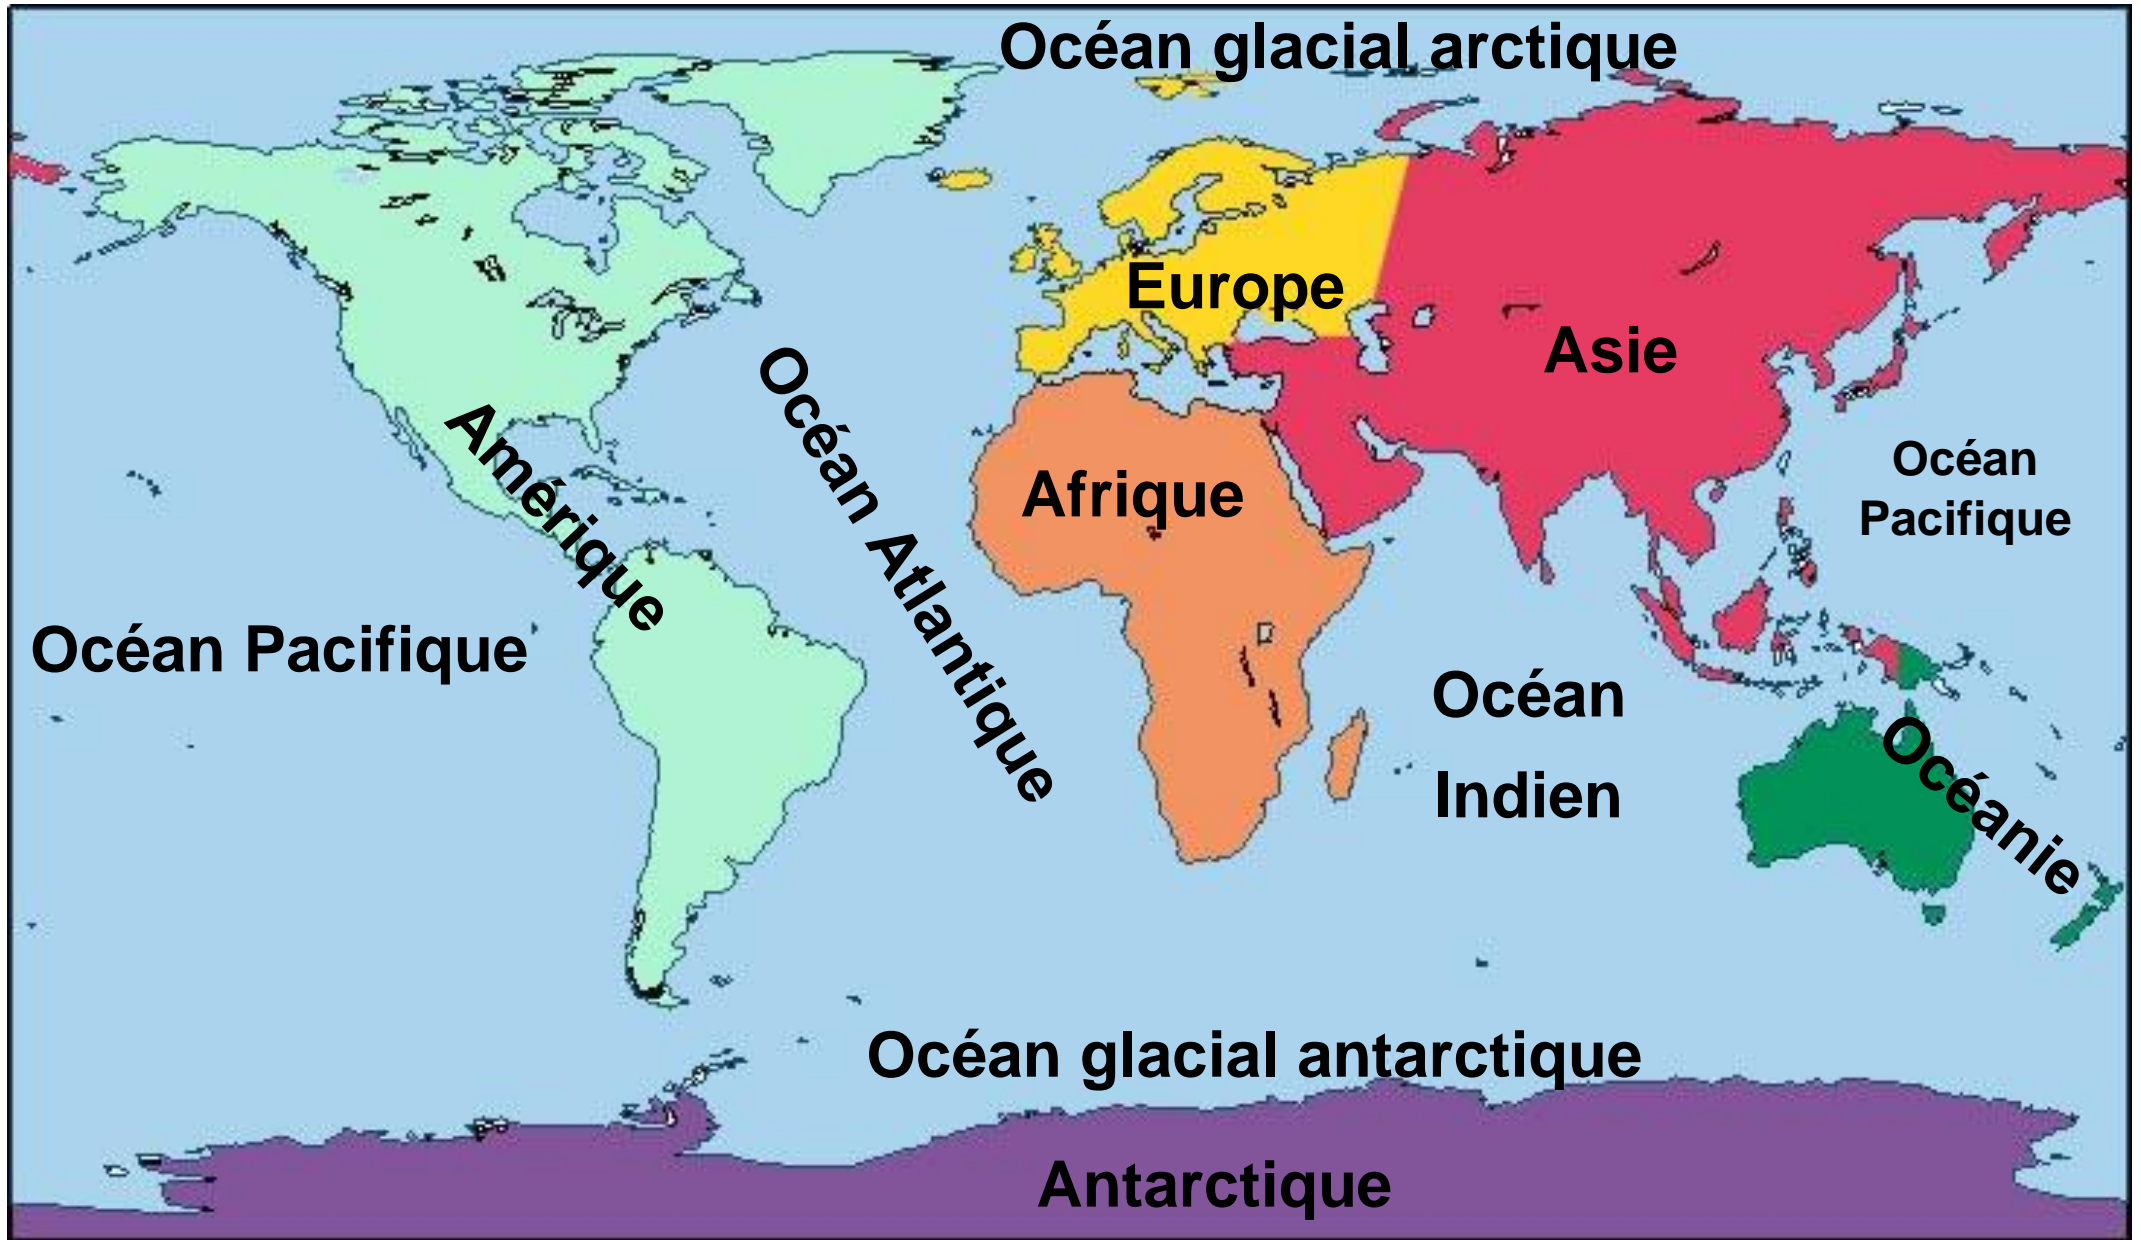 Océan glacial arctique
Europe
Asie
Amérique
Océan Atlantique
Afrique
Océan
Pacifique
Océan Pacifique
Océan
Indien
Océanie
Océan glacial antarctique
Antarctique